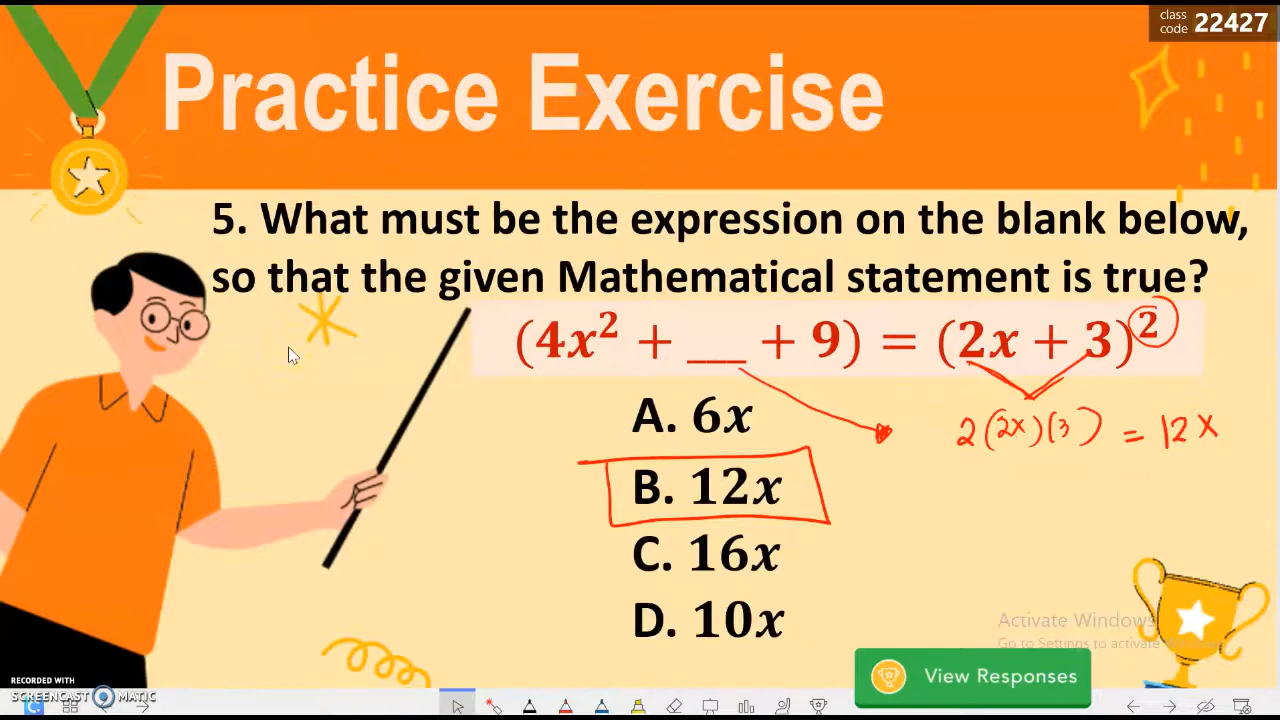 class
code 22427
Practice Exercise
5. What must be the expression on the blank below,
so that the given Mathematical statement is true?
(4x² + __ + 9) = (2x + 3)²
A. 6x
2(2x)(3) = 12x
B. 12x
C. 16x
D. 10x
Activate Windows
Go to Settings to activate Windows.
View Responses
RECORDED WITH
SCREENCAST MATIC